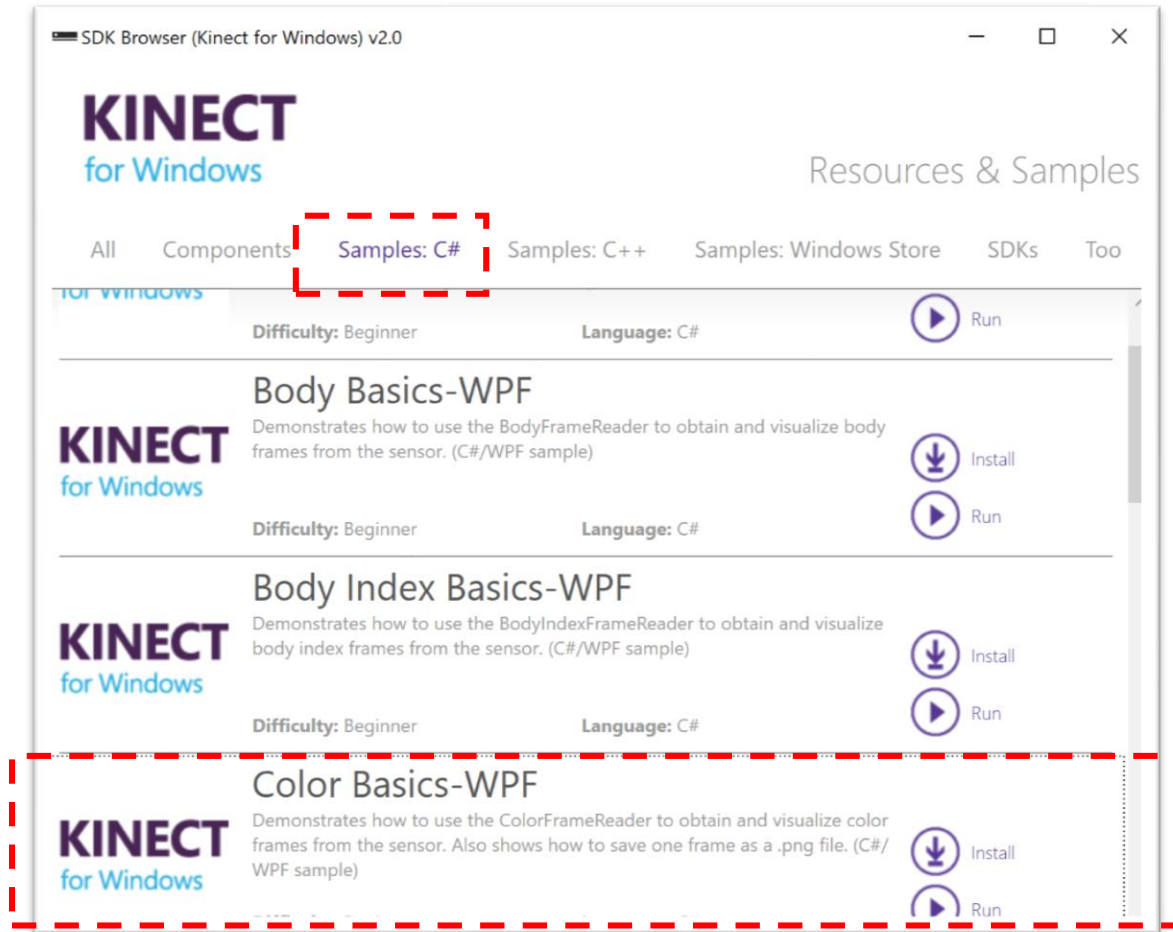 SDK Browser (Kinect for Windows) v2.0
KINECT
for Windows
Resources & Samples
All Components Samples: C# Samples: C++ Samples: Windows Store SDKs Too
for Windows
Difficulty: Beginner Language: C# Run
Body Basics-WPF
KINECT
for Windows
Demonstrates how to use the BodyFrameReader to obtain and visualize body
frames from the sensor. (C#/WPF sample)
Install
Run
Difficulty: Beginner Language: C#
Body Index Basics-WPF
KINECT
for Windows
Demonstrates how to use the BodyIndexFrameReader to obtain and visualize
body index frames from the sensor. (C#/WPF sample)
Install
Run
Difficulty: Beginner Language: C#
Color Basics-WPF
KINECT
for Windows
Demonstrates how to use the ColorFrameReader to obtain and visualize color
frames from the sensor. Also shows how to save one frame as a .png file. (C#/
WPF sample)
Install
Run